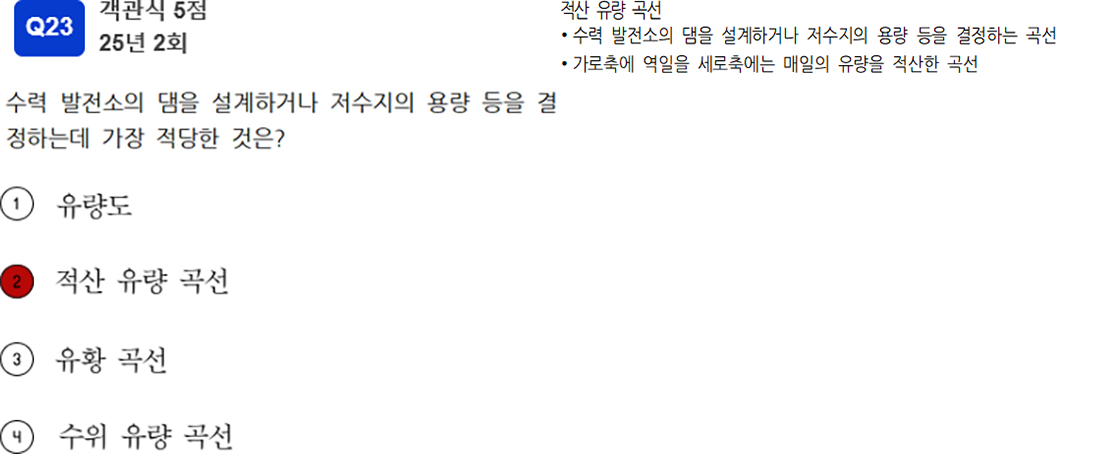 Q23
객관식 5점
25년 2회
수력 발전소의 댐을 설계하거나 저수지의 용량 등을 결
정하는데 가장 적당한 것은?
1 유량도
2 적산 유량 곡선
3 유황 곡선
4 수위 유량 곡선
적산 유량 곡선
• 수력 발전소의 댐을 설계하거나 저수지의 용량 등을 결정하는 곡선
• 가로축에 역일을 세로축에는 매일의 유량을 적산한 곡선